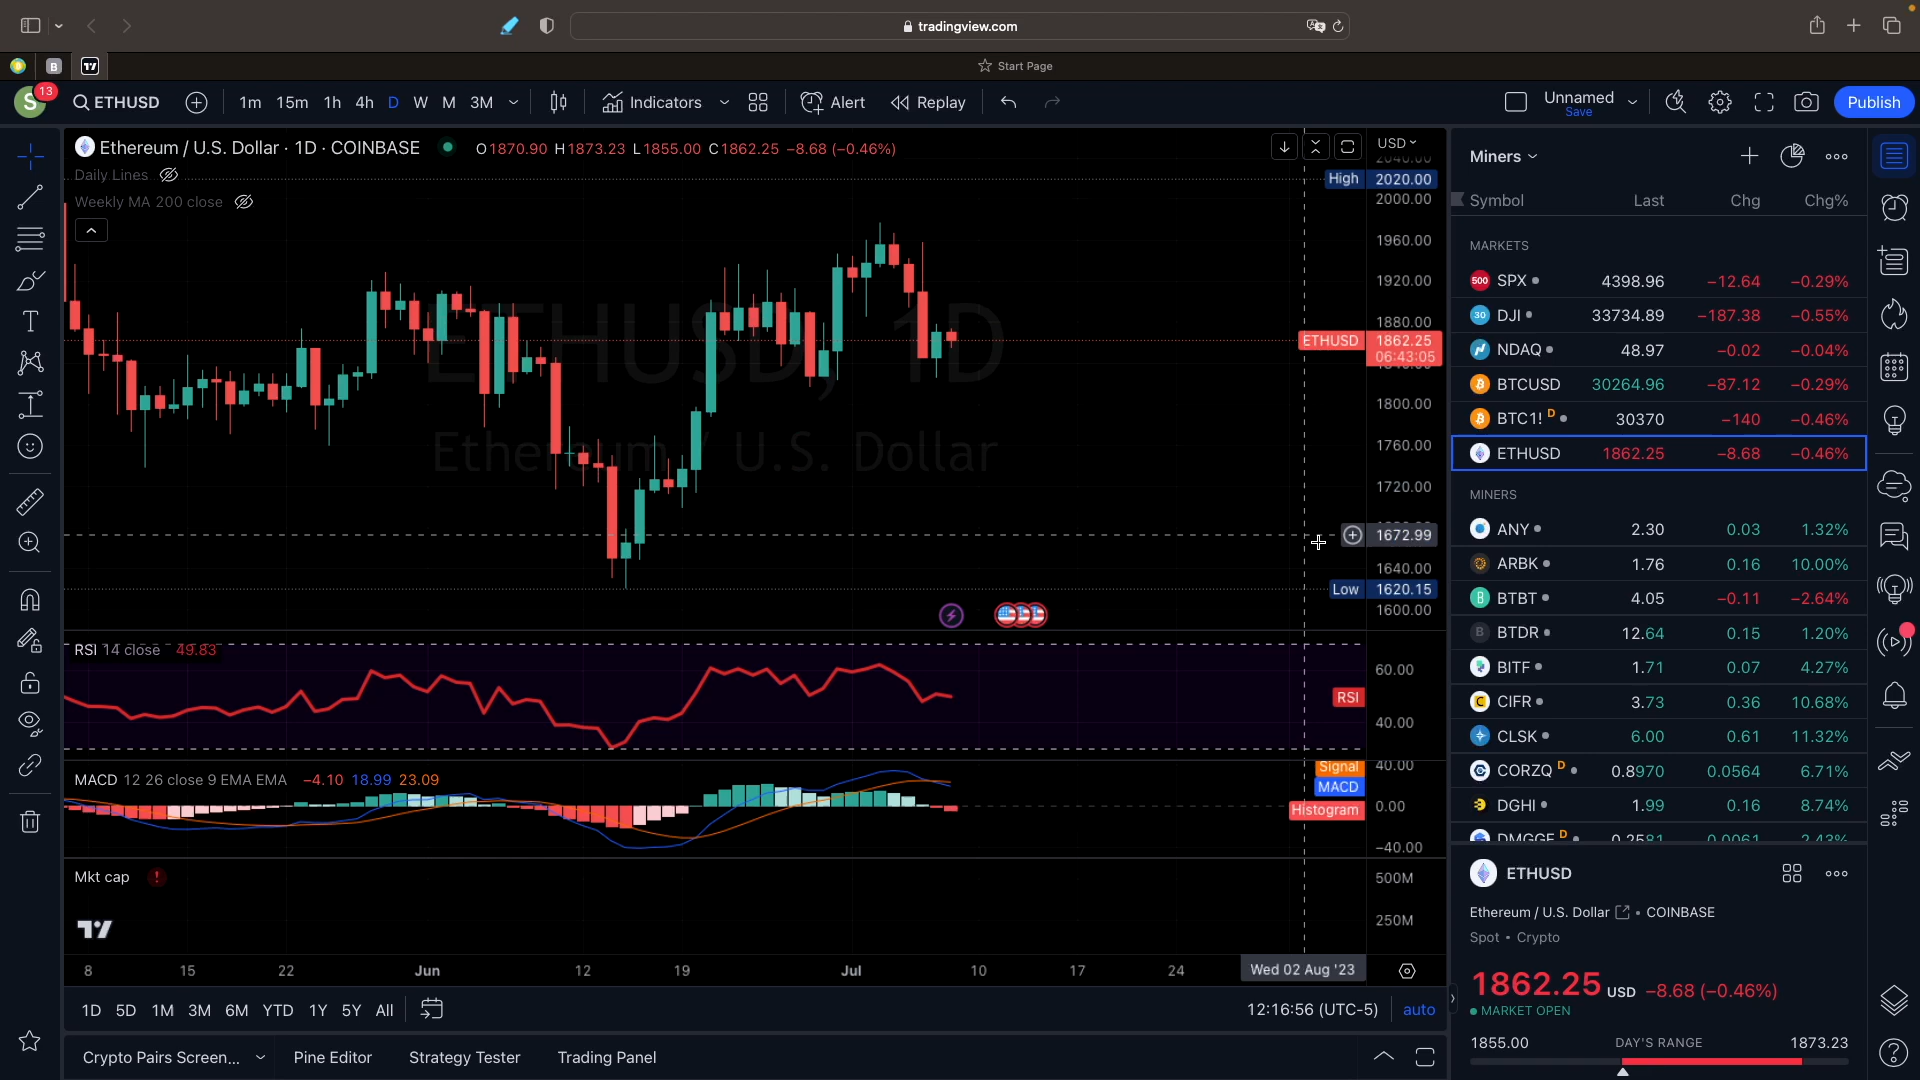 tradingview.com
B
Start Page
S
13
ETHUSD
1m 15m 1h 4h D W M 3M
Indicators
Alert
Replay
Unnamed
Save
Publish
Ethereum / U.S. Dollar · 1D · COINBASE
O1870.90 H1873.23 L1855.00 C1862.25 −8.68 (−0.46%)
Daily Lines
Weekly MA 200 close
ETHUSD, 1D
Ethereum / U.S. Dollar
USD
High 2020.00
2000.00
1960.00
1920.00
1880.00
ETHUSD 1862.25
06:43:05
1800.00
1760.00
1720.00
1672.99
1640.00
Low 1620.15
1600.00
RSI 14 close 49.83
60.00
RSI
40.00
MACD 12 26 close 9 EMA EMA −4.10 18.99 23.09
Signal
40.00
MACD
Histogram
0.00
−40.00
Mkt cap !
500M
250M
8 15 22 Jun 12 19 Jul 10 17 24 Wed 02 Aug '23
1D 5D 1M 3M 6M YTD 1Y 5Y All
12:16:56 (UTC-5) auto
Crypto Pairs Screen... Pine Editor Strategy Tester Trading Panel
Miners
Symbol Last Chg Chg%
MARKETS
500 SPX 4398.96 −12.64 −0.29%
30 DJI 33734.89 −187.38 −0.55%
NDAQ 48.97 −0.02 −0.04%
BTCUSD 30264.96 −87.12 −0.29%
BTC1! D 30370 −140 −0.46%
ETHUSD 1862.25 −8.68 −0.46%
MINERS
ANY 2.30 0.03 1.32%
ARBK 1.76 0.16 10.00%
BTBT 4.05 −0.11 −2.64%
B BTDR 12.64 0.15 1.20%
BITF 1.71 0.07 4.27%
CIFR 3.73 0.36 10.68%
CLSK 6.00 0.61 11.32%
CORZQ D 0.8970 0.0564 6.71%
DGHI 1.99 0.16 8.74%
DMGGF D 0.2581 0.0061 2.43%
ETHUSD
Ethereum / U.S. Dollar • COINBASE
Spot • Crypto
1862.25 USD −8.68 (−0.46%)
MARKET OPEN
1855.00 DAY'S RANGE 1873.23